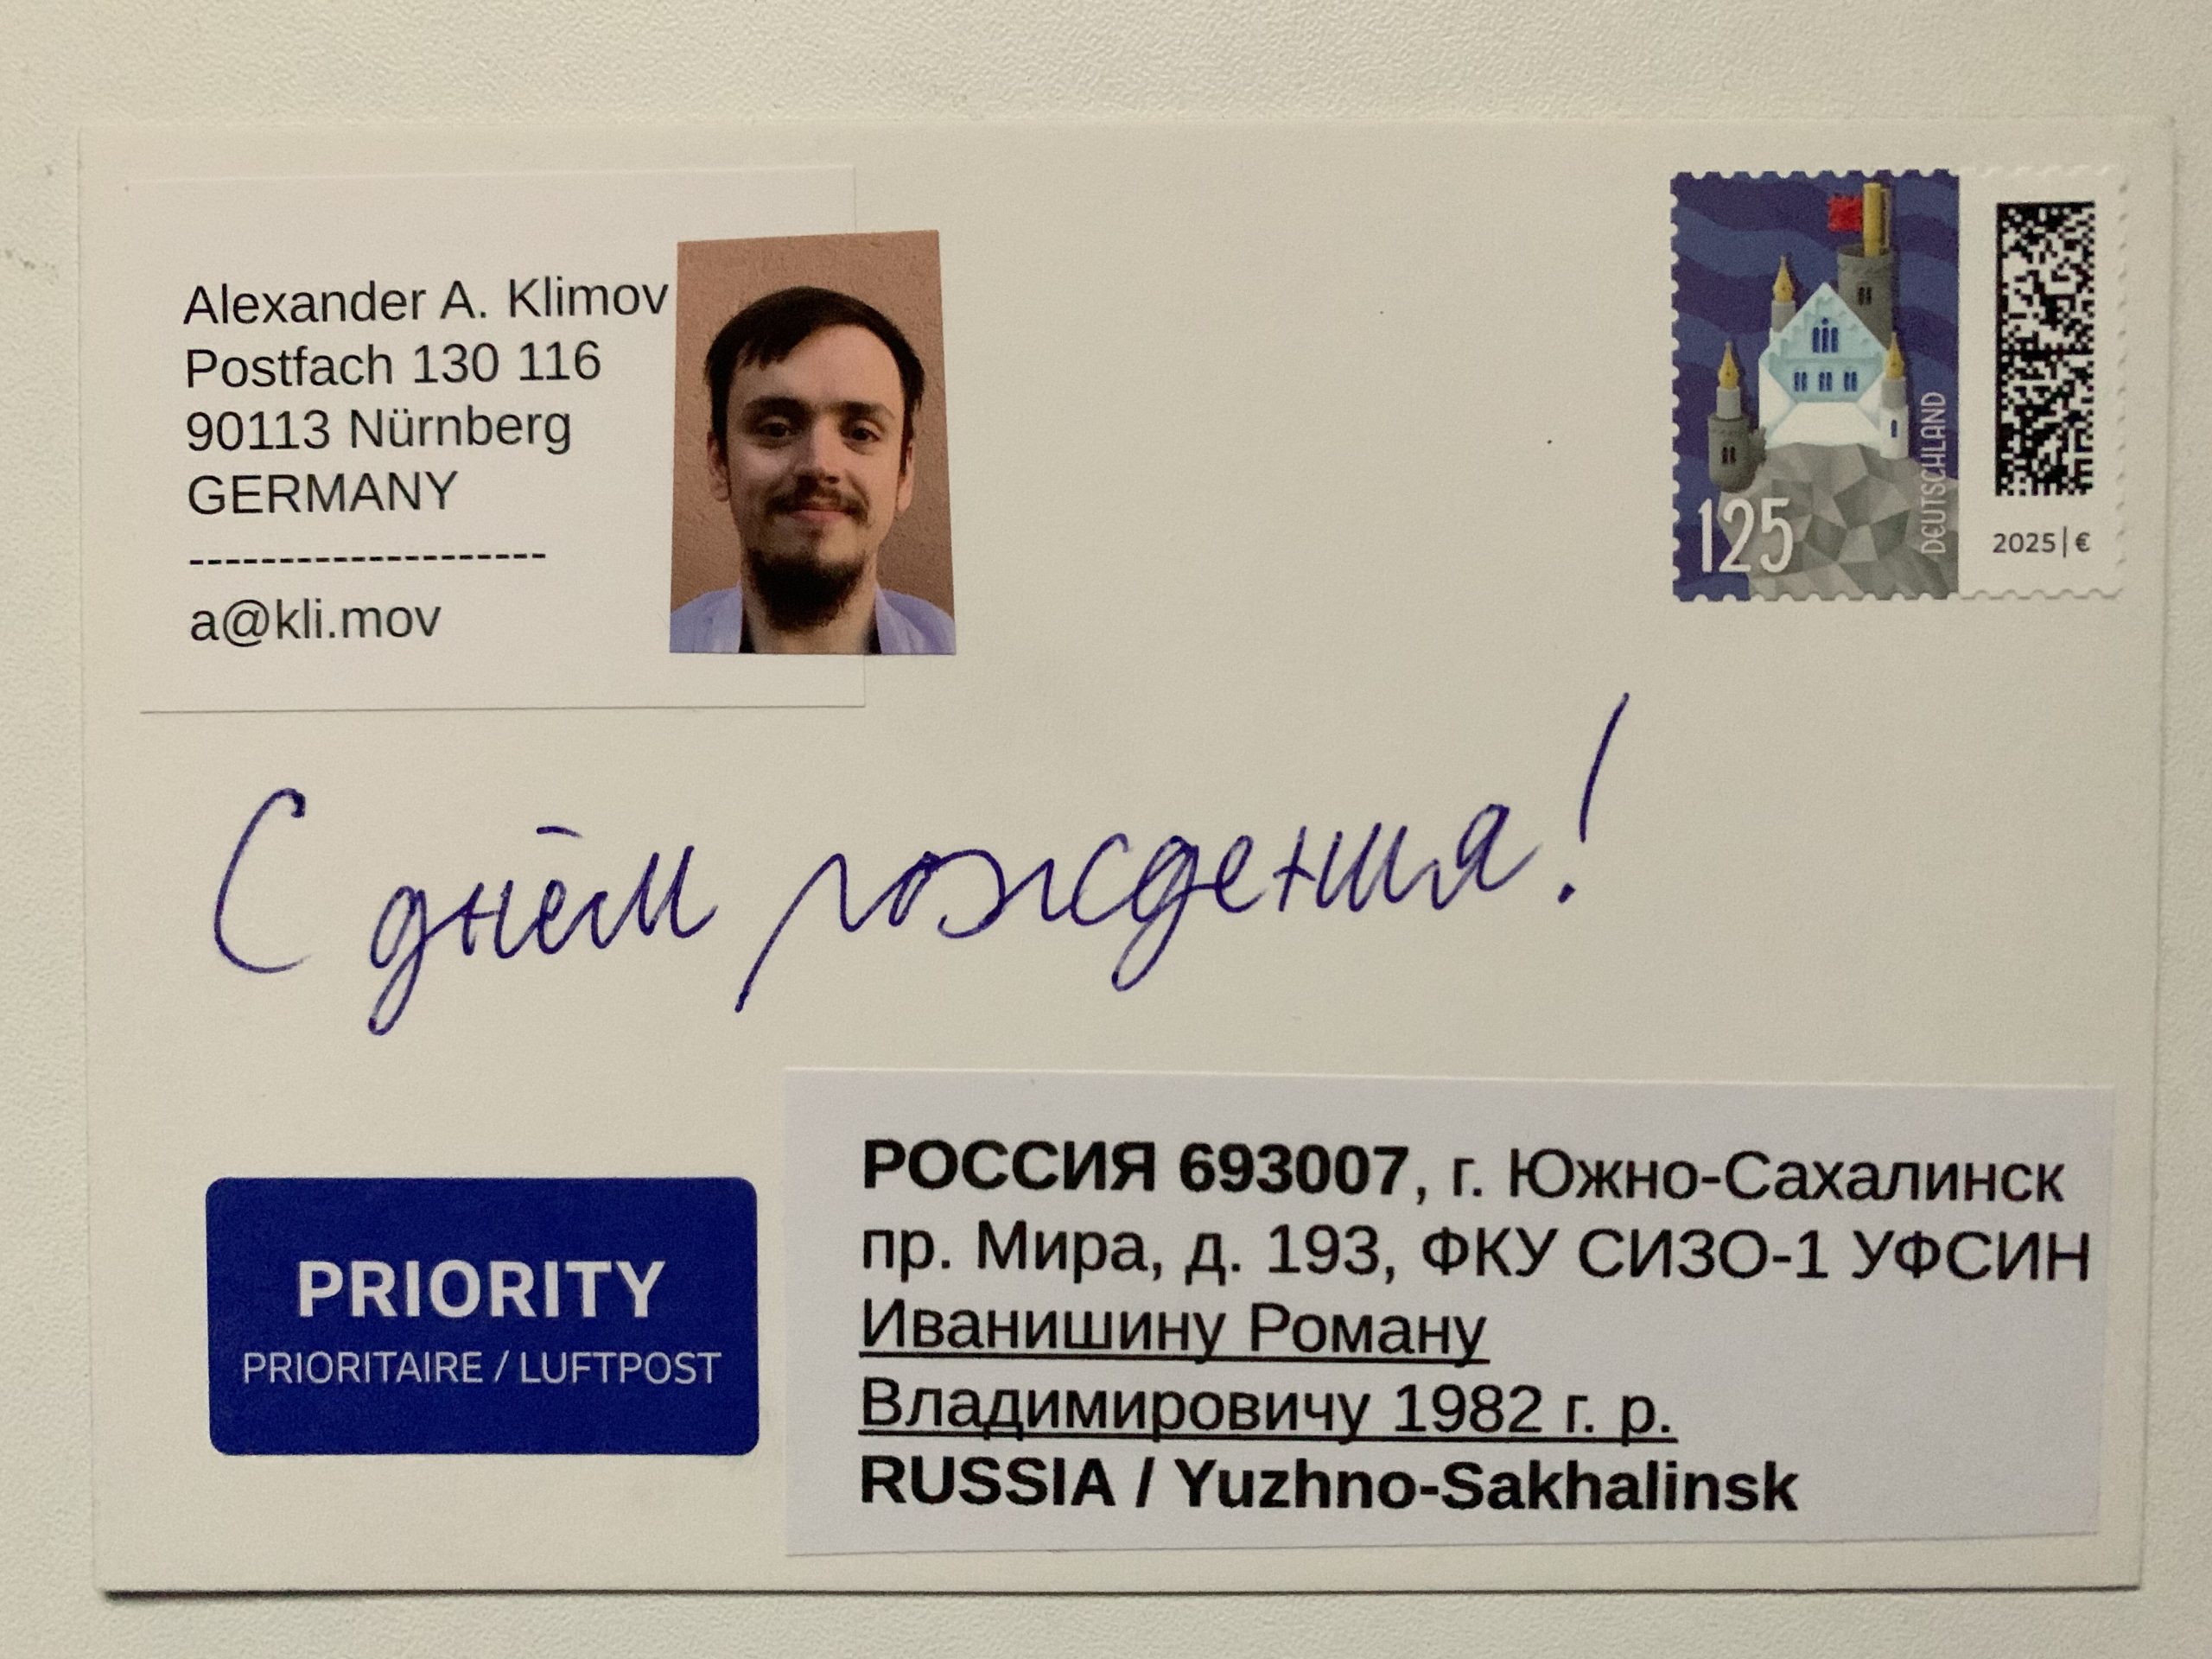 Alexander A. Klimov
Postfach 130 116
90113 Nürnberg
GERMANY
--------------------
a@kli.mov
125
DEUTSCHLAND
2025|€
С днём рождения!
PRIORITY
PRIORITAIRE / LUFTPOST
РОССИЯ 693007, г. Южно-Сахалинск
пр. Мира, д. 193, ФКУ СИЗО-1 УФСИН
Иванишину Роману
Владимировичу 1982 г. р.
RUSSIA / Yuzhno-Sakhalinsk